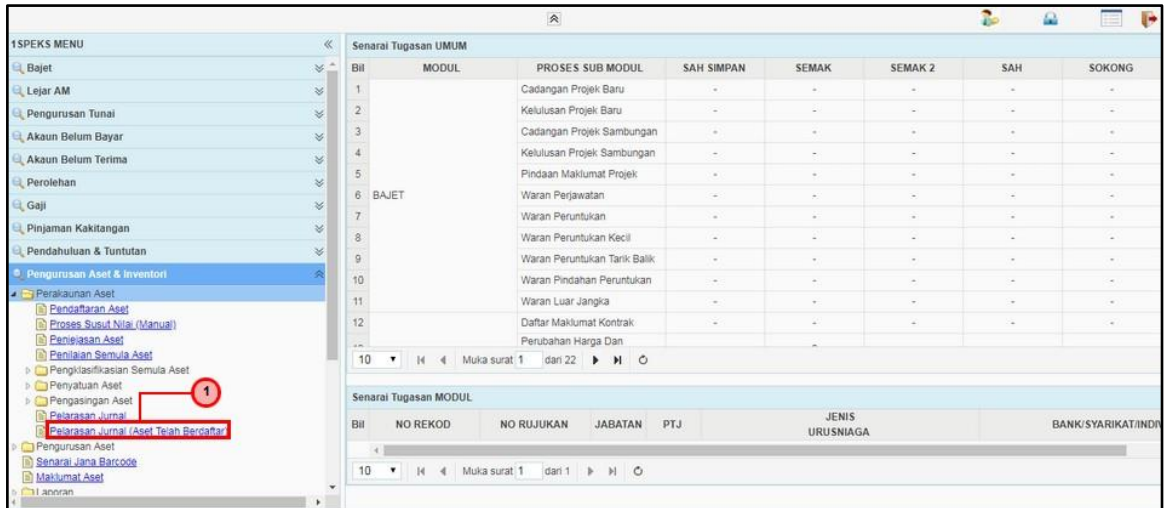 1SPEKS MENU
Bajet
Lejar AM
Pengurusan Tunai
Akaun Belum Bayar
Akaun Belum Terima
Perolehan
Gaji
Pinjaman Kakitangan
Pendahuluan & Tuntutan
Pengurusan Aset & Inventori
Perakaunan Aset
Pendaftaran Aset
Proses Susut Nilai (Manual)
Penjejasan Aset
Penilaian Semula Aset
Pengklasifikasian Semula Aset
Penyatuan Aset
Pengasingan Aset
1
Pelarasan Jurnal
Pelarasan Jurnal (Aset Telah Berdaftar)
Pengurusan Aset
Senarai Jana Barcode
Maklumat Aset
Laporan
Senarai Tugasan UMUM
Bil MODUL PROSES SUB MODUL SAH SIMPAN SEMAK SEMAK 2 SAH SOKONG
1 Cadangan Projek Baru - - - - -
2 Kelulusan Projek Baru - - - - -
3 Cadangan Projek Sambungan - - - - -
4 Kelulusan Projek Sambungan - - - - -
5 Pindaan Maklumat Projek - - - - -
6 BAJET Waran Perjawatan - - - - -
7 Waran Peruntukan - - - - -
8 Waran Peruntukan Kecil - - - - -
9 Waran Peruntukan Tarik Balik - - - - -
10 Waran Pindahan Peruntukan - - - - -
11 Waran Luar Jangka - - - - -
12 Daftar Maklumat Kontrak - - - - -
Perubahan Harga Dan
10 Muka surat 1 dari 22
Senarai Tugasan MODUL
Bil NO REKOD NO RUJUKAN JABATAN PTJ JENIS URUSNIAGA BANK/SYARIKAT/INDIV
10 Muka surat 1 dari 1